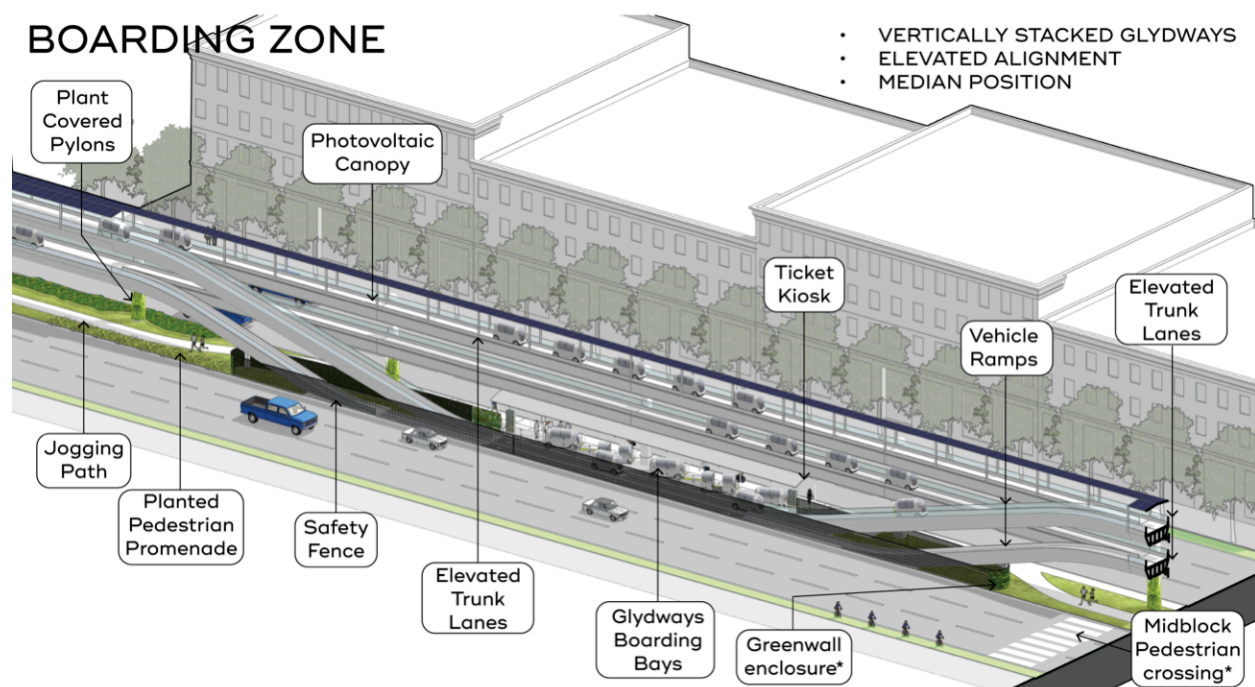 BOARDING ZONE
• VERTICALLY STACKED GLYDWAYS
• ELEVATED ALIGNMENT
• MEDIAN POSITION
Plant
Covered
Pylons
Photovoltaic
Canopy
Ticket
Kiosk
Elevated
Trunk
Lanes
Vehicle
Ramps
Jogging
Path
Planted
Pedestrian
Promenade
Safety
Fence
Elevated
Trunk
Lanes
Glydways
Boarding
Bays
Greenwall
enclosure*
Midblock
Pedestrian
crossing*